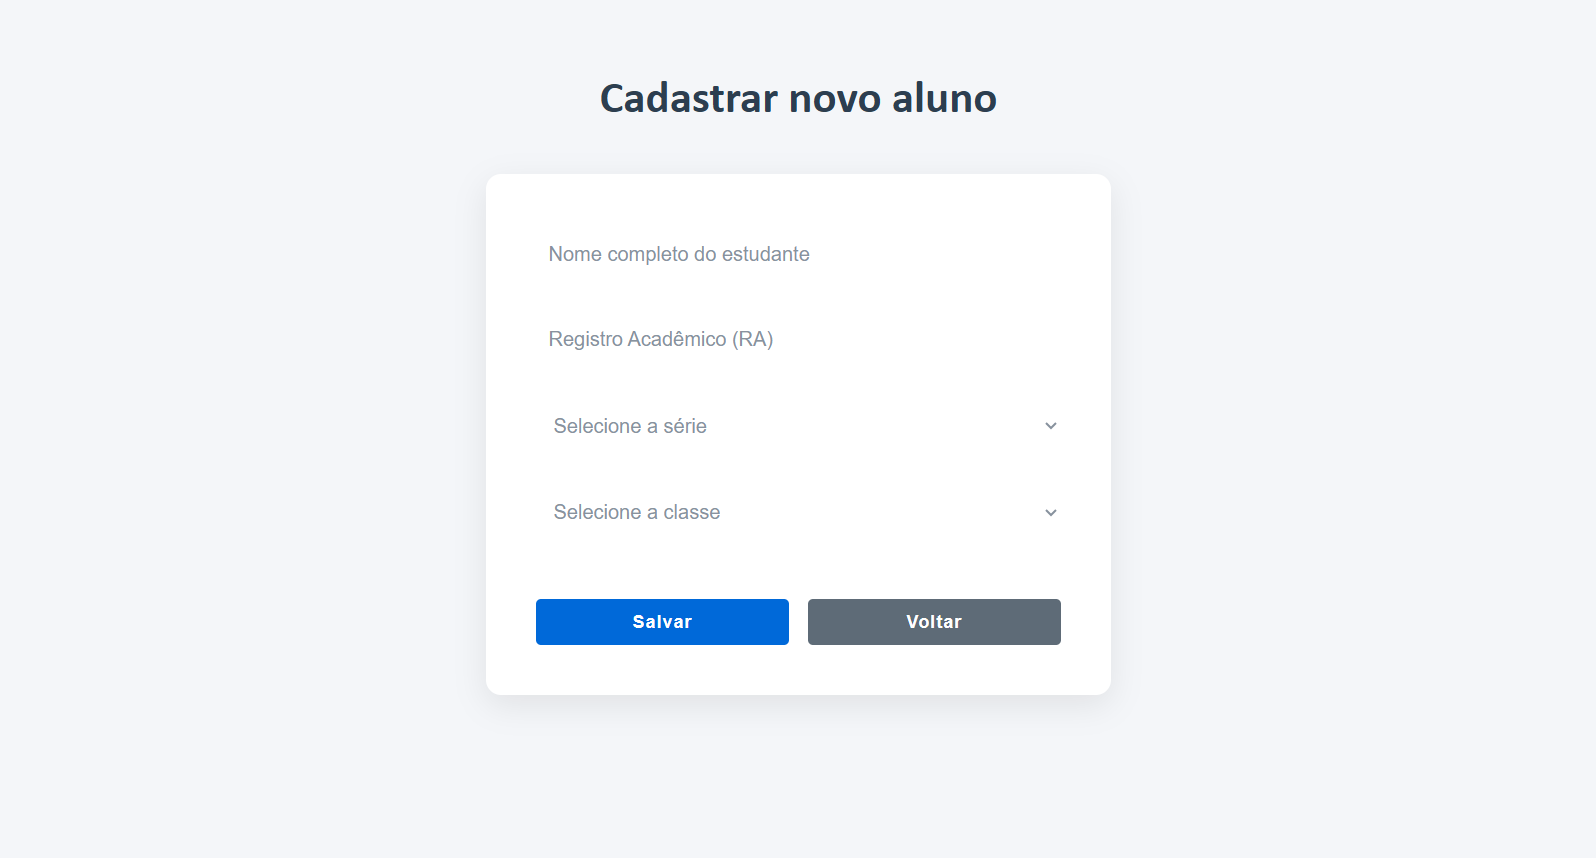 Cadastrar novo aluno
Nome completo do estudante
Registro Acadêmico (RA)
Selecione a série
Selecione a classe
Salvar
Voltar